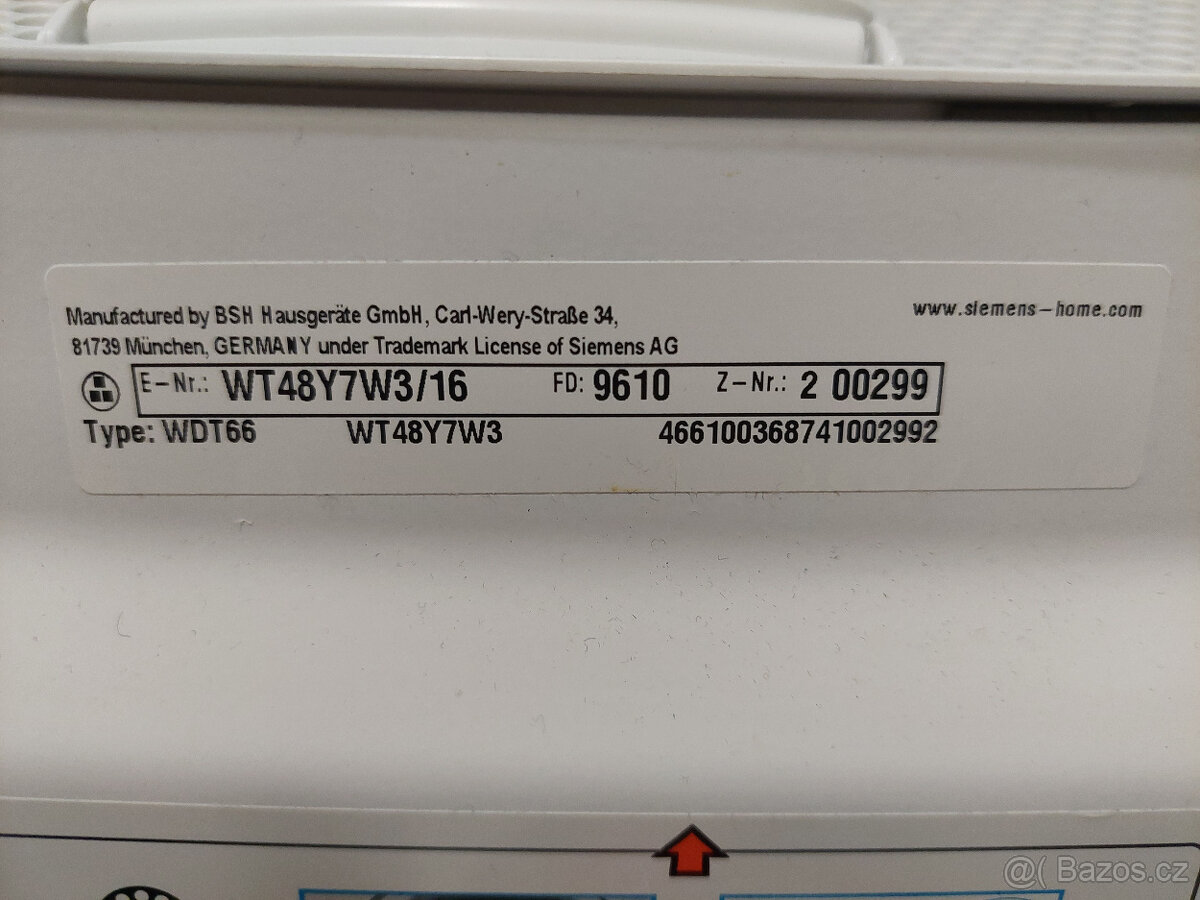 Manufactured by BSH Hausgeräte GmbH, Carl-Wery-Straße 34,
www.siemens-home.com
81739 München, GERMANY under Trademark License of Siemens AG
E-Nr.: WT48Y7W3/16 FD: 9610 Z-Nr.: 2 00299
Type: WDT66 WT48Y7W3 466100368741002992
@( Bazos.cz